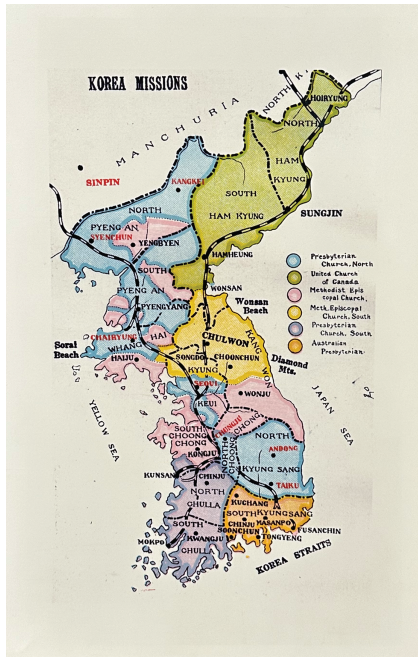 KOREA MISSIONS
MANCHURIA
NORTH K.
HOIRYUNG
NORTH
HAM
KYUNG
SINPIN
KANGKEI
SOUTH
HAM KYUNG
SUNGJIN
NORTH
PYENG AN
SYENCHUN
YENGBYEN
HAMHEUNG
SOUTH
PYENG AN
WONSAN
Wonsan
Beach
PYENGYANG
Presbyterian
Church, North
United Church
of Canada
Methodist Epis
copal Church,
Meth. Episcopal
Church, South
Presbyterian
Church, South
Australian
Presbyterian.
CHAIRYUNG
HAI
WHANG
HAIJU
Sorai
Beach
CHULWON
KANG WON
SONGDO
CHOONCHUN
KYUNG
Diamond
Mts.
SEOUL
KEUI
WONJU
JAPAN SEA
YELLOW SEA
SOUTH
CHOONG
CHONG
CHUNGJU
NORTH
CHOONG
CHONG
NORTH
ANDONG
KYUNG SANG
KONGJU
TAIKU
KUNSAN
CHINJU
NORTH
CHULLA
KUCHANG
SOUTH
KYUNGSANG
CHINJU
MASANPO
SOONCHUN
FUSANCHIN
TONGYENG
SOUTH
KWANGJU
CHULLA
MOKPO
KOREA STRAITS